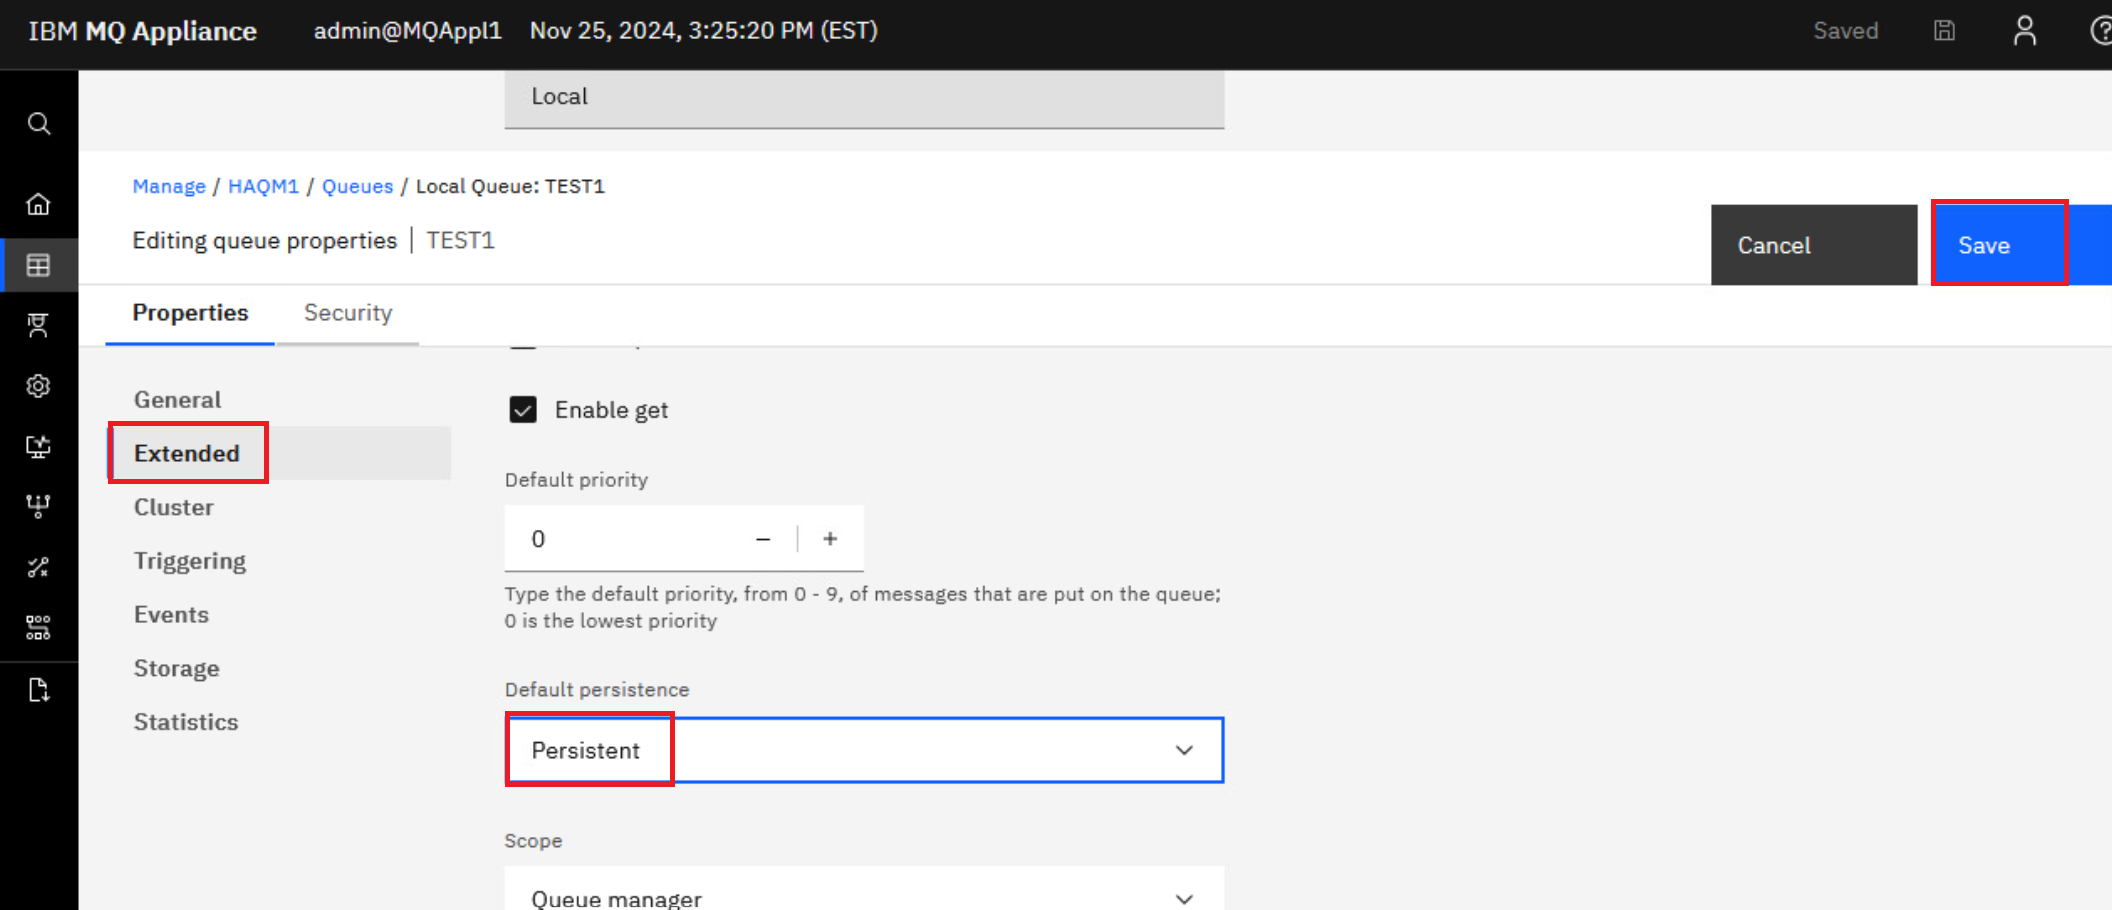 IBM MQ Appliance admin@MQAppl1 Nov 25, 2024, 3:25:20 PM (EST) Saved
Local
Manage / HAQM1 / Queues / Local Queue: TEST1
Editing queue properties | TEST1
Cancel
Save
Properties
Security
General
Extended
Cluster
Triggering
Events
Storage
Statistics
Enable get
Default priority
0
Type the default priority, from 0 - 9, of messages that are put on the queue;
0 is the lowest priority
Default persistence
Persistent
Scope
Queue manager